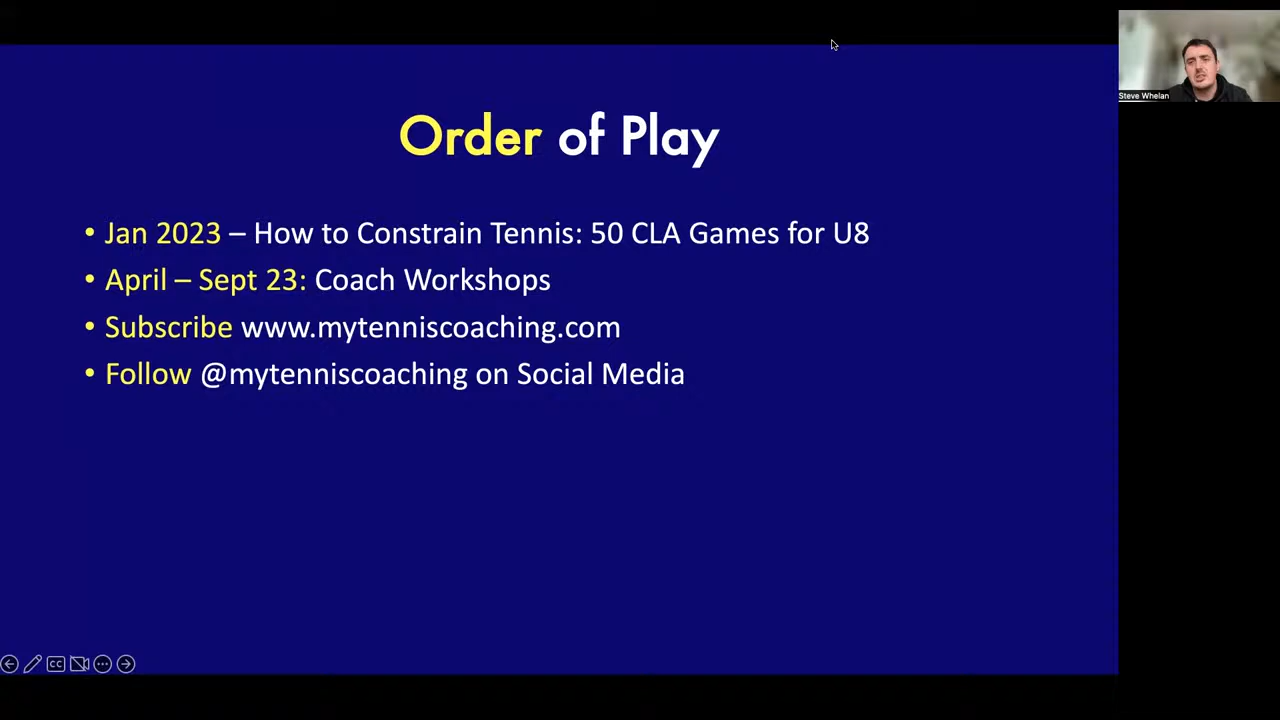 Steve Whelan
Order of Play
• Jan 2023 – How to Constrain Tennis: 50 CLA Games for U8
• April – Sept 23: Coach Workshops
• Subscribe www.mytenniscoaching.com
• Follow @mytenniscoaching on Social Media
CC